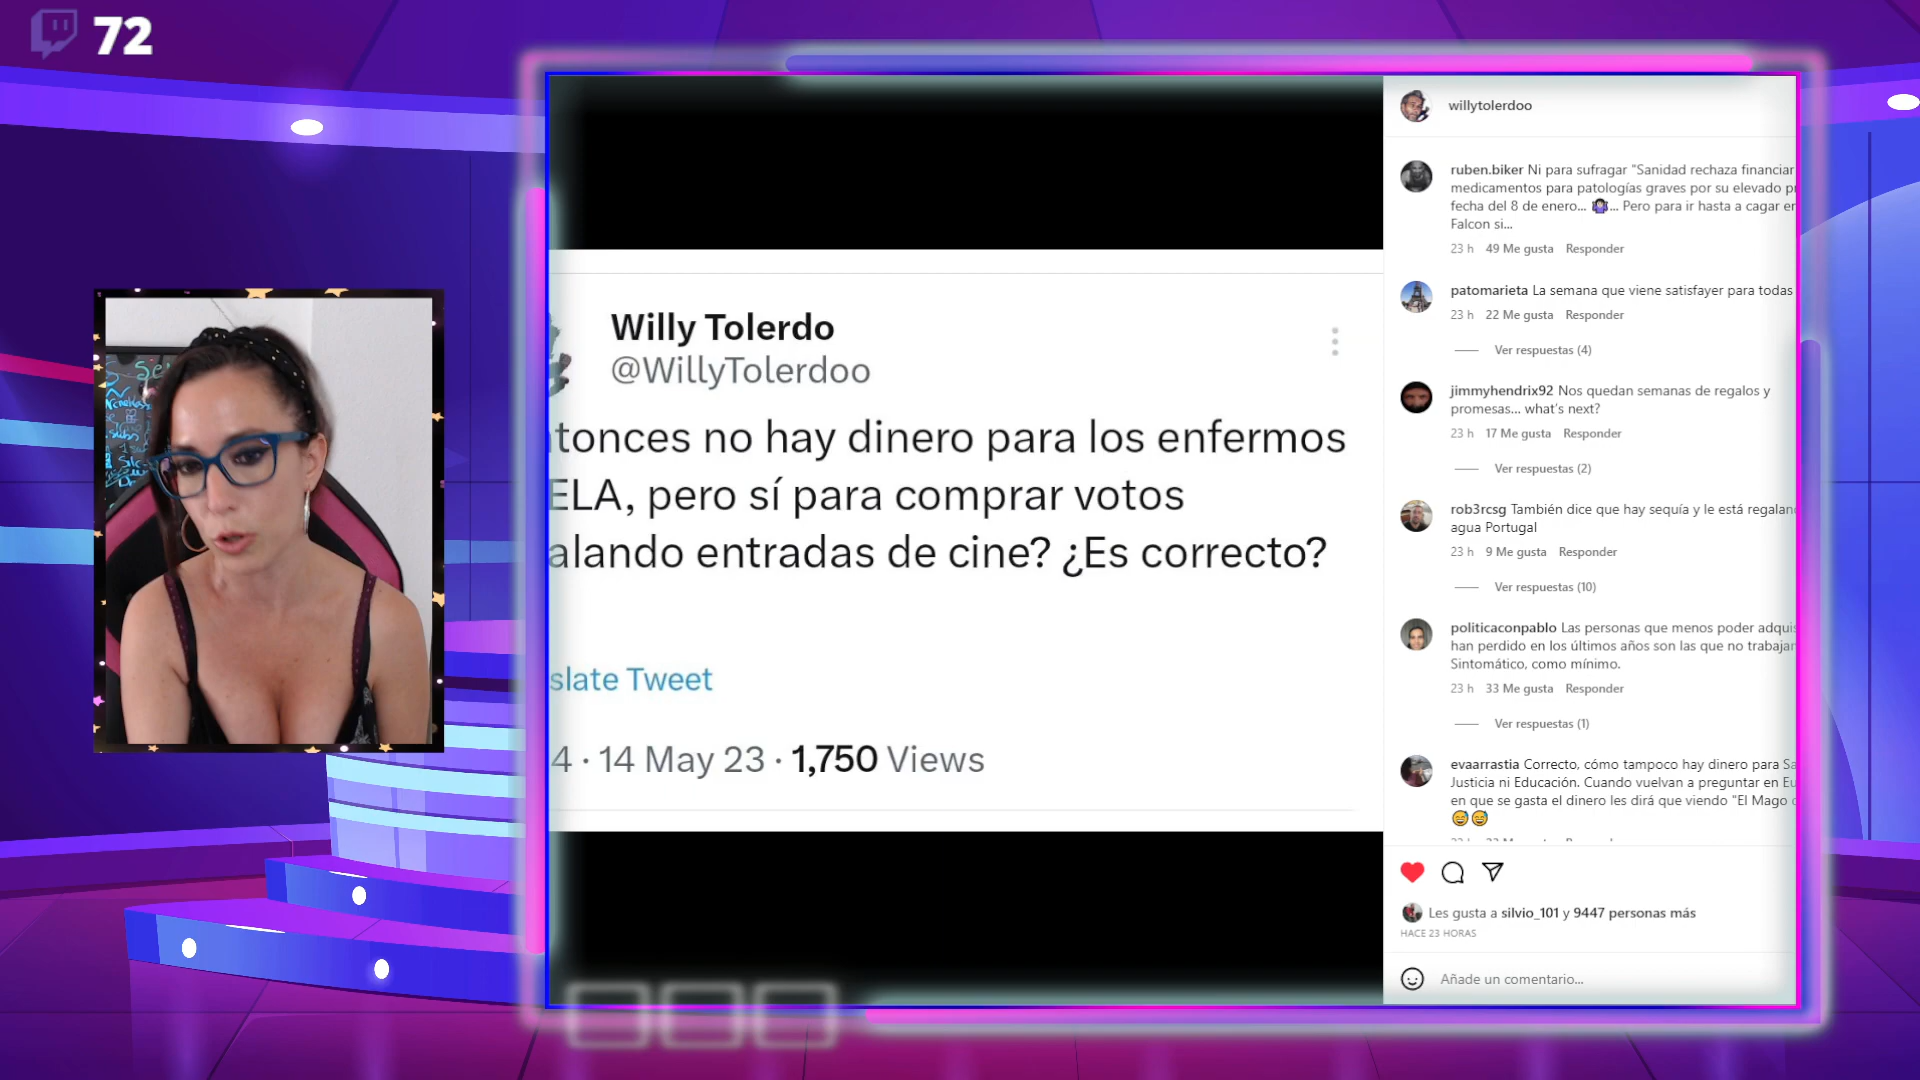 72
willytolerdoo
ruben.biker Ni para sufragar "Sanidad rechaza financiar
medicamentos para patologías graves por su elevado
fecha del 8 de enero... ... Pero para ir hasta a cagar
Falcon si...
23 h 49 Me gusta Responder
patomarieta La semana que viene satisfayer para todas
23 h 22 Me gusta Responder
Ver respuestas (4)
jimmyhendrix92 Nos quedan semanas de regalos y
promesas... what's next?
23 h 17 Me gusta Responder
Ver respuestas (2)
rob3rcsg También dice que hay sequía y le está
agua Portugal
23 h 9 Me gusta Responder
Ver respuestas (10)
politicaconpablo Las personas que menos poder
han perdido en los últimos años son las que no
Sintomático, como mínimo.
23 h 33 Me gusta Responder
Ver respuestas (1)
evaarrastia Correcto, cómo tampoco hay dinero para
Justicia ni Educación. Cuando vuelvan a preguntar en
en que se gasta el dinero les dirá que viendo "El Mago
😅😅
Les gusta a silvio_101 y 9447 personas más
HACE 23 HORAS
Añade un comentario...
Willy Tolerdo
@WillyTolerdoo
tonces no hay dinero para los enfermos
ELA, pero sí para comprar votos
alando entradas de cine? ¿Es correcto?
slate Tweet
4 · 14 May 23 · 1,750 Views